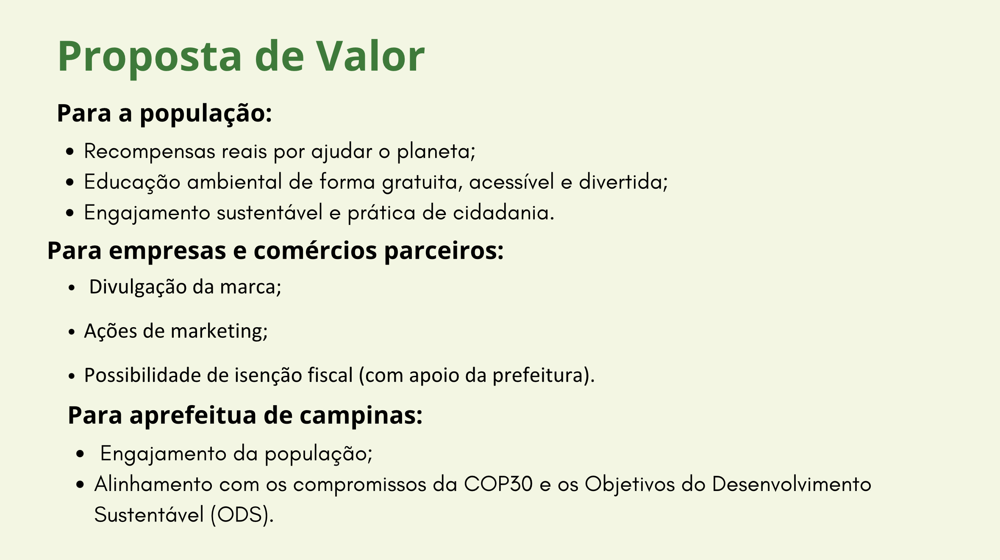 Proposta de Valor
Para a população:
• Recompensas reais por ajudar o planeta;
• Educação ambiental de forma gratuita, acessível e divertida;
• Engajamento sustentável e prática de cidadania.
Para empresas e comércios parceiros:
• Divulgação da marca;
• Ações de marketing;
• Possibilidade de isenção fiscal (com apoio da prefeitura).
Para aprefeitua de campinas:
• Engajamento da população;
• Alinhamento com os compromissos da COP30 e os Objetivos do Desenvolvimento
Sustentável (ODS).